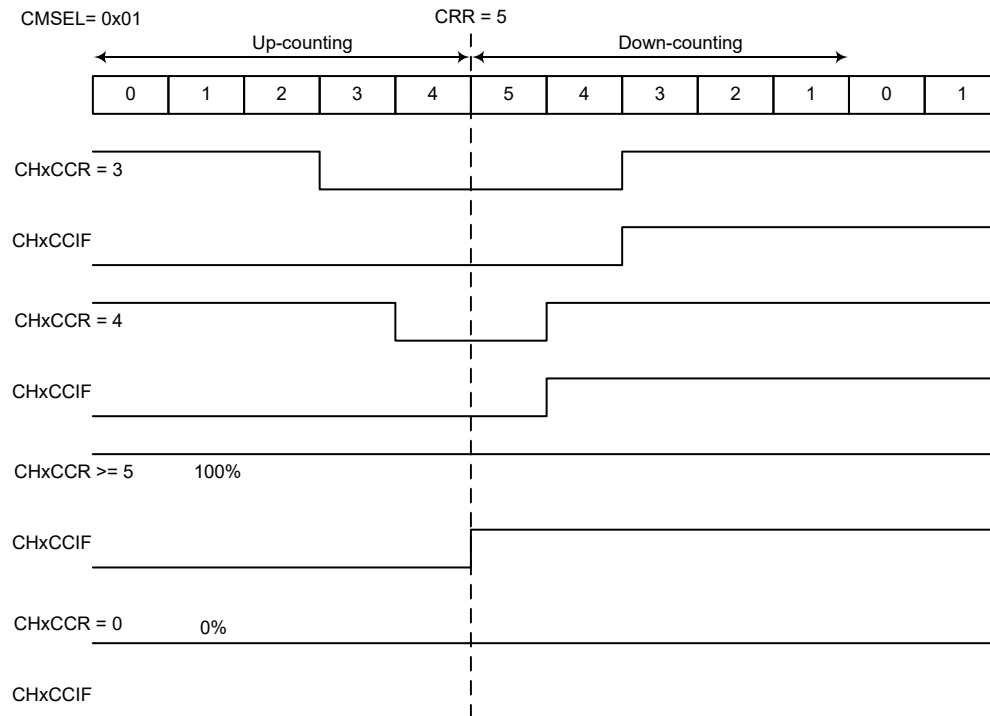 CMSEL= 0x01
CRR = 5
Up-counting
Down-counting
0 1 2 3 4 5 4 3 2 1 0 1
CHxCCR = 3
CHxCCIF
CHxCCR = 4
CHxCCIF
CHxCCR >= 5 100%
CHxCCIF
CHxCCR = 0 0%
CHxCCIF